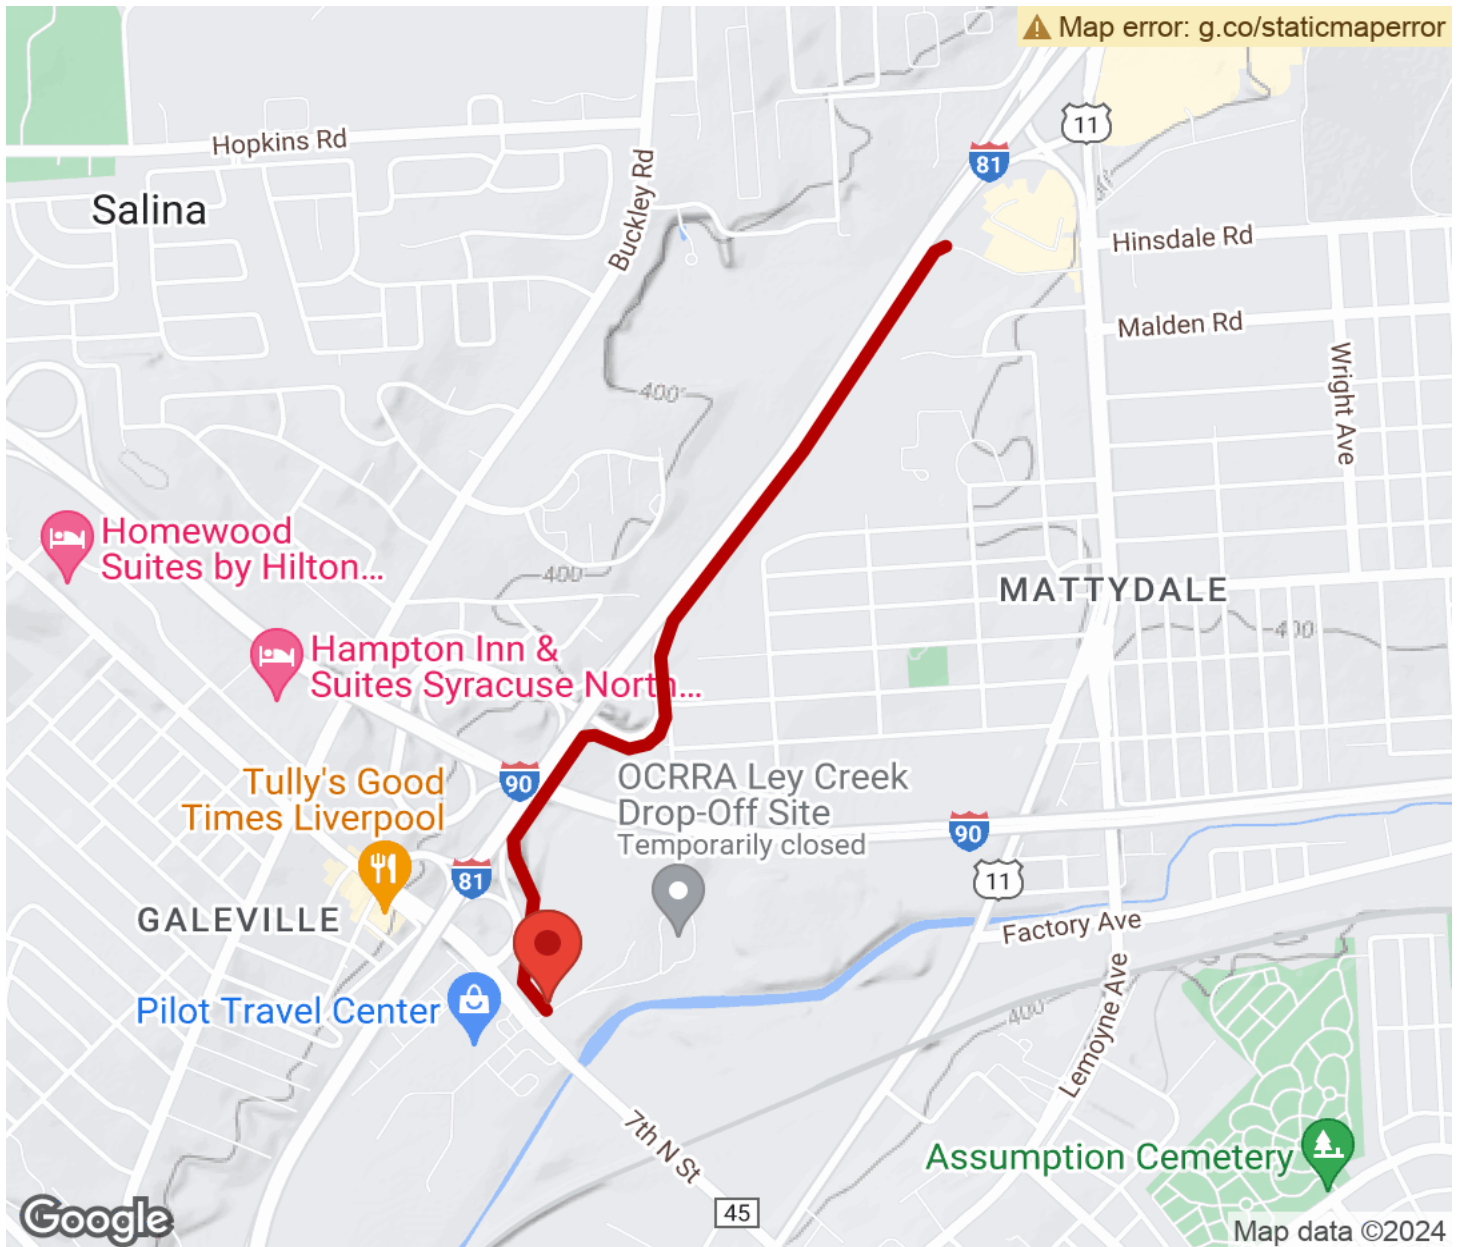 Map error: g.co/staticmaperror
11
Hopkins Rd
81
Buckley Rd
Salina
Hinsdale Rd
Malden Rd
Wright Ave
400
Homewood
Suites by Hilton...
400
MATTYDALE
400
Hampton Inn &
Suites Syracuse North...
Tully's Good
Times Liverpool
90
OCRRA Ley Creek
Drop-Off Site
Temporarily closed
90
81
11
GALEVILLE
Factory Ave
Pilot Travel Center
400
Lemoyne Ave
7th N St
Assumption Cemetery
45
Google
Map data ©2024